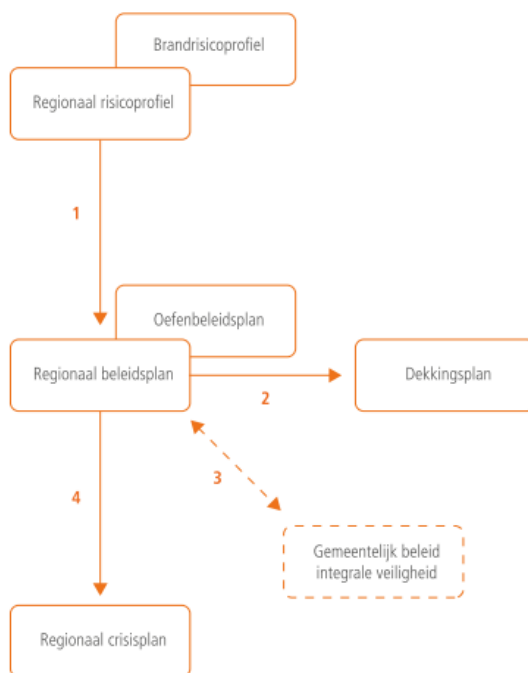 Brandrisicoprofiel
Regionaal risicoprofiel
1
Oefenbeleidsplan
Regionaal beleidsplan
Dekkingsplan
2
3
4
Gemeentelijk beleid
integrale veiligheid
Regionaal crisisplan